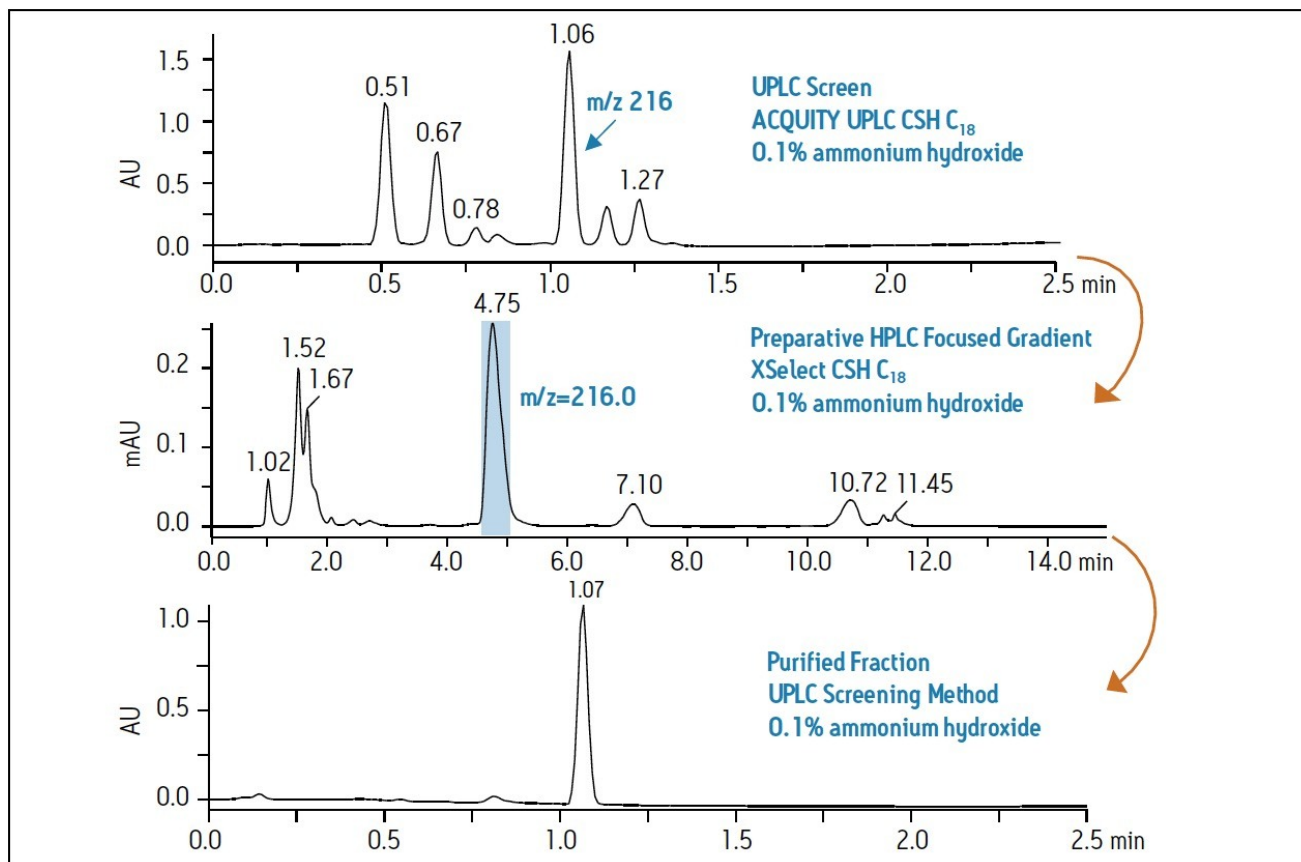 1.06
1.5
0.51
m/z 216
UPLC Screen
ACQUITY UPLC CSH C18
0.1% ammonium hydroxide
1.0
0.67
AU
0.5
0.78
1.27
0.0
0.0 0.5 1.0 1.5 2.0 2.5 min
4.75
Preparative HPLC Focused Gradient
XSelect CSH C18
0.1% ammonium hydroxide
1.52
0.2
1.67
m/z=216.0
mAU
0.1
1.02
7.10
10.72 11.45
0.0
0.0 2.0 4.0 6.0 8.0 10.0 12.0 14.0 min
1.07
1.0
Purified Fraction
UPLC Screening Method
0.1% ammonium hydroxide
AU
0.5
0.0
0.0 0.5 1.0 1.5 2.0 2.5 min